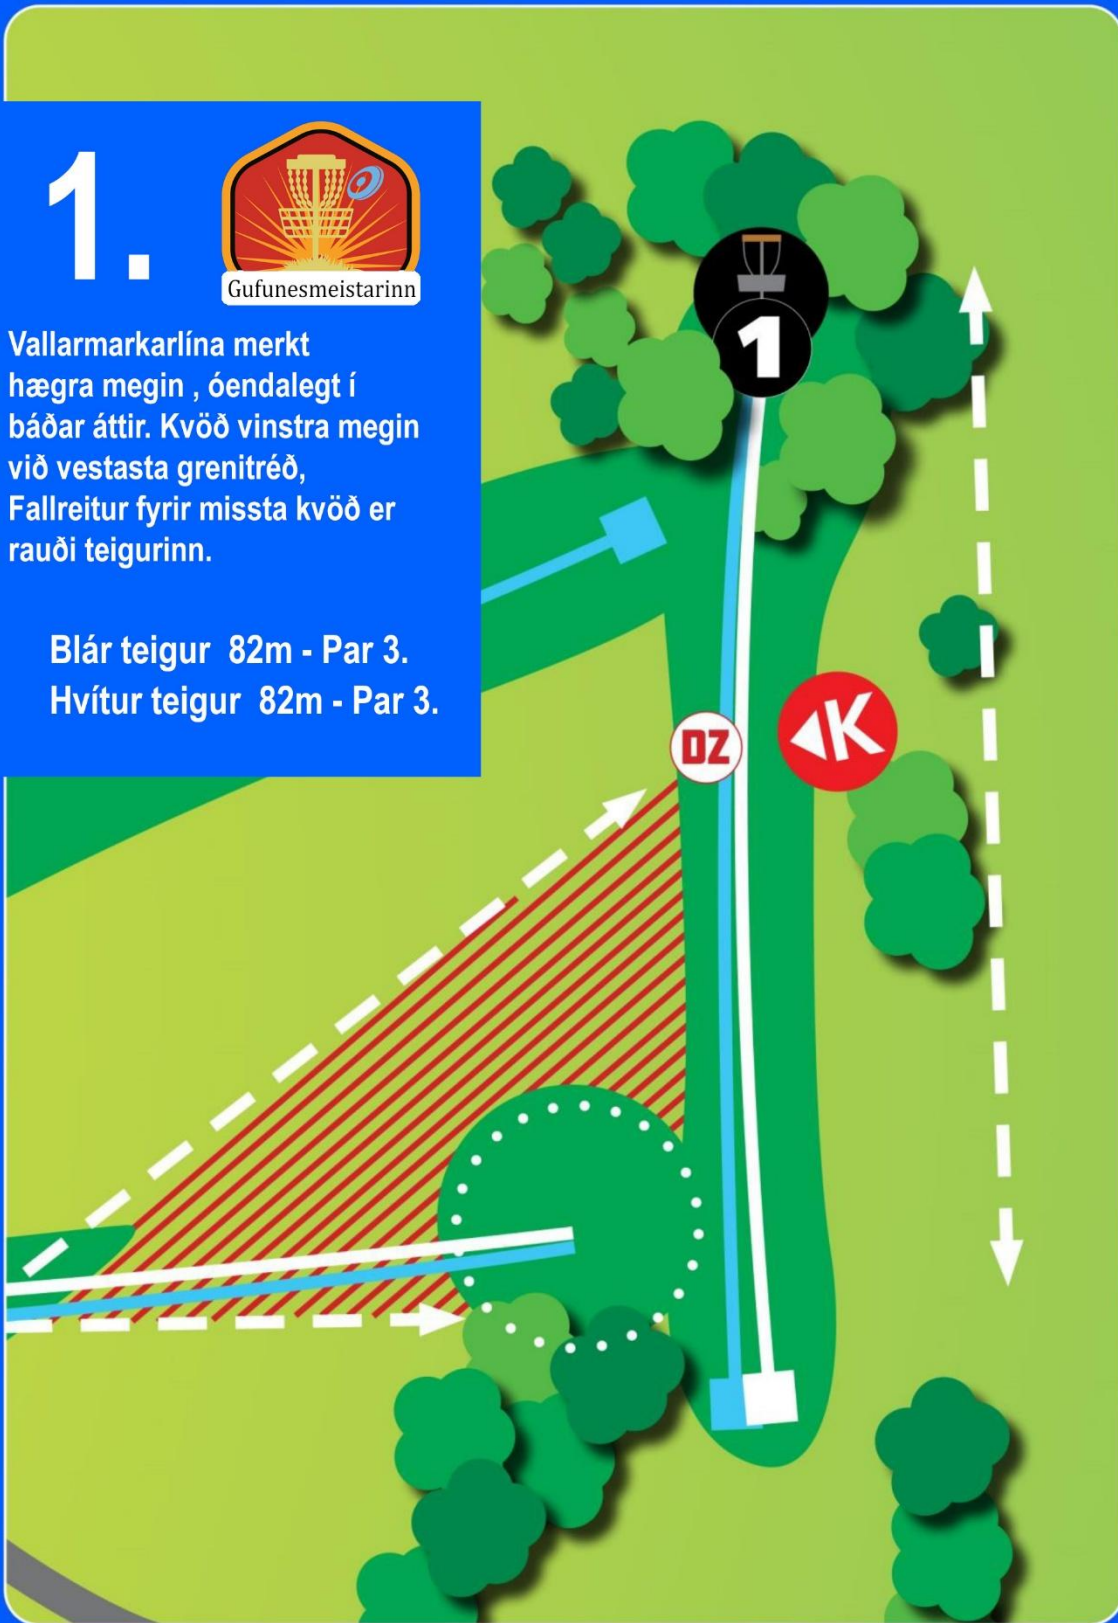 1.
Gufunesmeistarinn
Vallarmarkarlína merkt
hægra megin , óendalegt í
báðar áttir. Kvöð vinstra megin
við vestasta grenitréð,
Fallreitur fyrir missta kvöð er
rauði teigurinn.
Blár teigur 82m - Par 3.
Hvítur teigur 82m - Par 3.
1
DZ
K